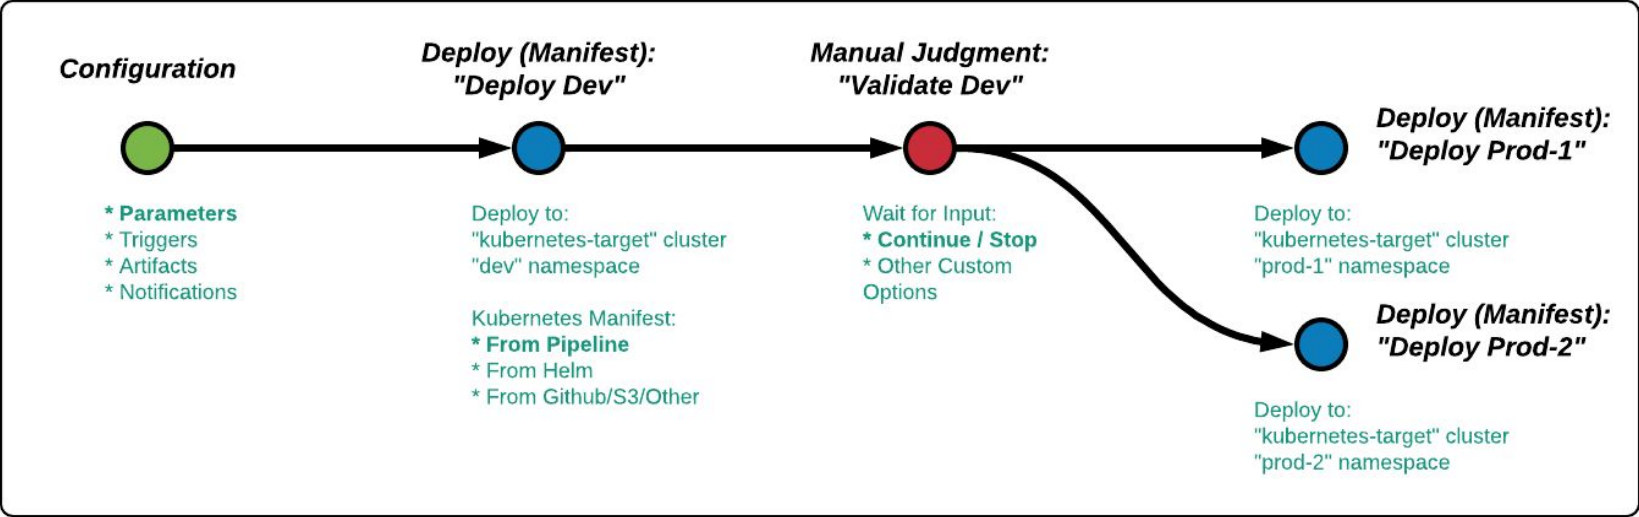 Configuration
* Parameters
* Triggers
* Artifacts
* Notifications
Deploy (Manifest):
"Deploy Dev"
Deploy to:
"kubernetes-target" cluster
"dev" namespace
Kubernetes Manifest:
* From Pipeline
* From Helm
* From Github/S3/Other
Manual Judgment:
"Validate Dev"
Wait for Input:
* Continue / Stop
* Other Custom
Options
Deploy (Manifest):
"Deploy Prod-1"
Deploy to:
"kubernetes-target" cluster
"prod-1" namespace
Deploy (Manifest):
"Deploy Prod-2"
Deploy to:
"kubernetes-target" cluster
"prod-2" namespace